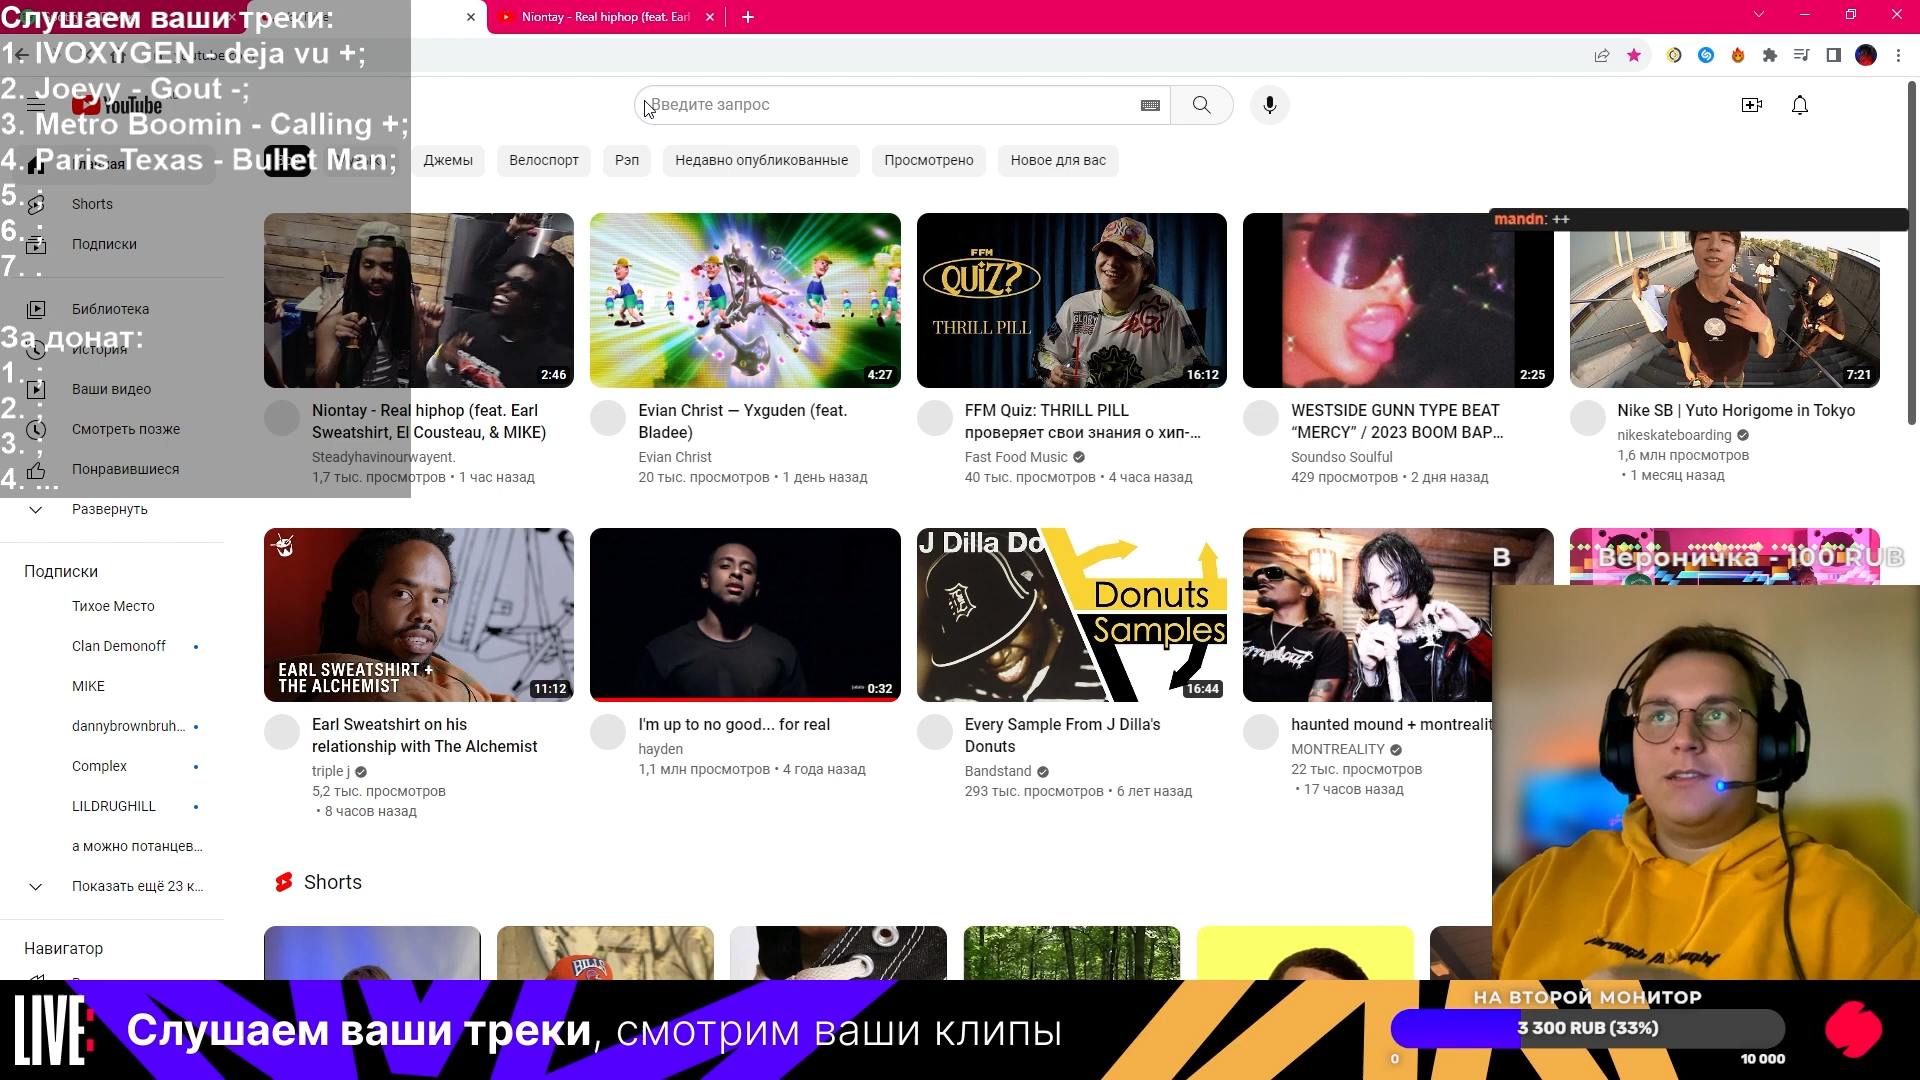 Слушаем ваши треки:
1. IVOXYGEN - deja vu +;
2. Joeyy - Gout -;
3. Metro Boomin - Calling +;
4. Paris Texas - Bullet Man;
5. ;
6. ;
7. .
За донат:
1. ;
2. ;
3. ;
4. ...
Niontay - Real hiphop (feat. Earl
YouTube
Введите запрос
Джемы
Велоспорт
Рэп
Недавно опубликованные
Просмотрено
Новое для вас
Главная
Shorts
Подписки
Библиотека
История
Ваши видео
Смотреть позже
Понравившиеся
Развернуть
Подписки
Тихое Место
Clan Demonoff
MIKE
dannybrownbruh...
Complex
LILDRUGHILL
а можно потанцев...
Показать ещё 23 к...
Навигатор
mandn: ++
2:46
Niontay - Real hiphop (feat. Earl
Sweatshirt, El Cousteau, & MIKE)
Steadyhavinourwayent.
1,7 тыс. просмотров • 1 час назад
4:27
Evian Christ — Yxguden (feat.
Bladee)
Evian Christ
20 тыс. просмотров • 1 день назад
FFM
QUIZ?
THRILL PILL
16:12
FFM Quiz: THRILL PILL
проверяет свои знания о хип-...
Fast Food Music
40 тыс. просмотров • 4 часа назад
2:25
WESTSIDE GUNN TYPE BEAT
“MERCY” / 2023 BOOM BAP...
Soundso Soulful
429 просмотров • 2 дня назад
7:21
Nike SB | Yuto Horigome in Tokyo
nikeskateboarding
1,6 млн просмотров
• 1 месяц назад
EARL SWEATSHIRT +
THE ALCHEMIST
11:12
Earl Sweatshirt on his
relationship with The Alchemist
triple j
5,2 тыс. просмотров
• 8 часов назад
0:32
I'm up to no good... for real
hayden
1,1 млн просмотров • 4 года назад
J Dilla Do
Donuts
Samples
16:44
Every Sample From J Dilla's
Donuts
Bandstand
293 тыс. просмотров • 6 лет назад
haunted mound + montrealit
MONTREALITY
22 тыс. просмотров
• 17 часов назад
В
Вероничка - 100 RUB
Shorts
BILLS
LIVE:
Слушаем ваши треки, смотрим ваши клипы
НА ВТОРОЙ МОНИТОР
3 300 RUB (33%)
0
10 000